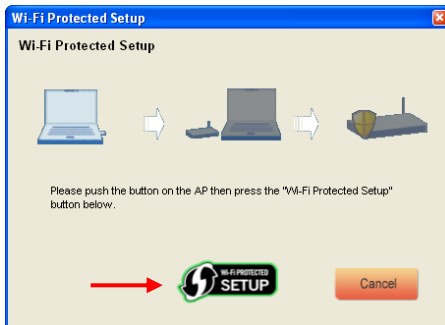 Wi-Fi Protected Setup
Wi-Fi Protected Setup
Please push the button on the AP then press the "Wi-Fi Protected Setup"
button below.
WI-FI PROTECTED
SETUP
Cancel